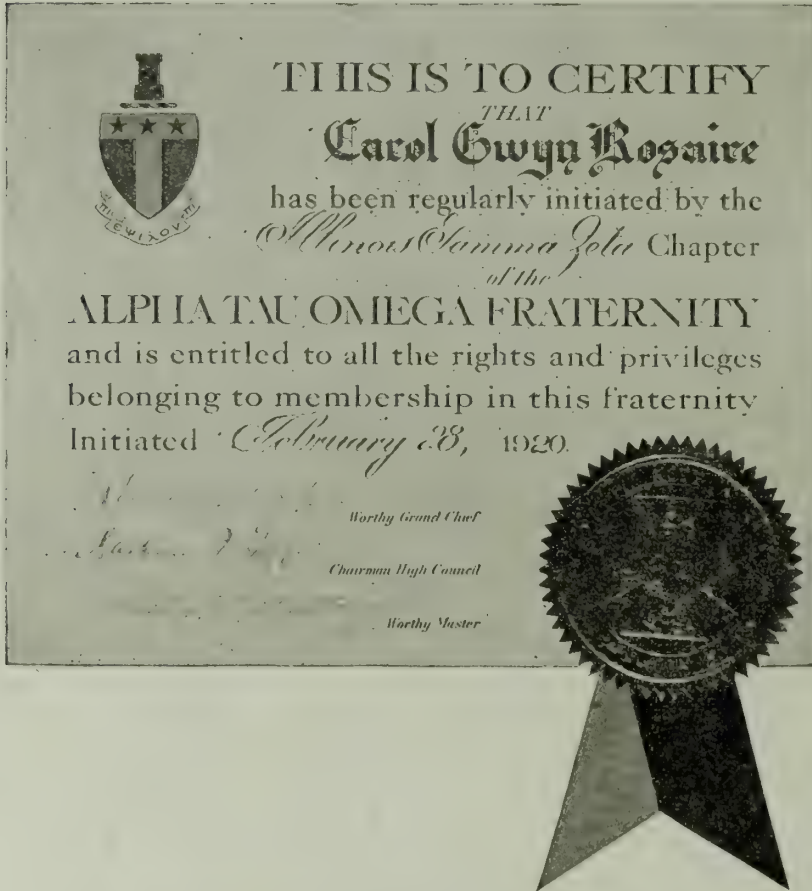 THIS IS TO CERTIFY
THAT
Carol Gwyn Rosaire
has been regularly initiated by the
Illinois Gamma Zeta Chapter
of the
ALPHA TAU OMEGA FRATERNITY
and is entitled to all the rights and privileges
belonging to membership in this fraternity
Initiated February 28, 1920.
Worthy Grand Chief
Chairman High Council
Worthy Master